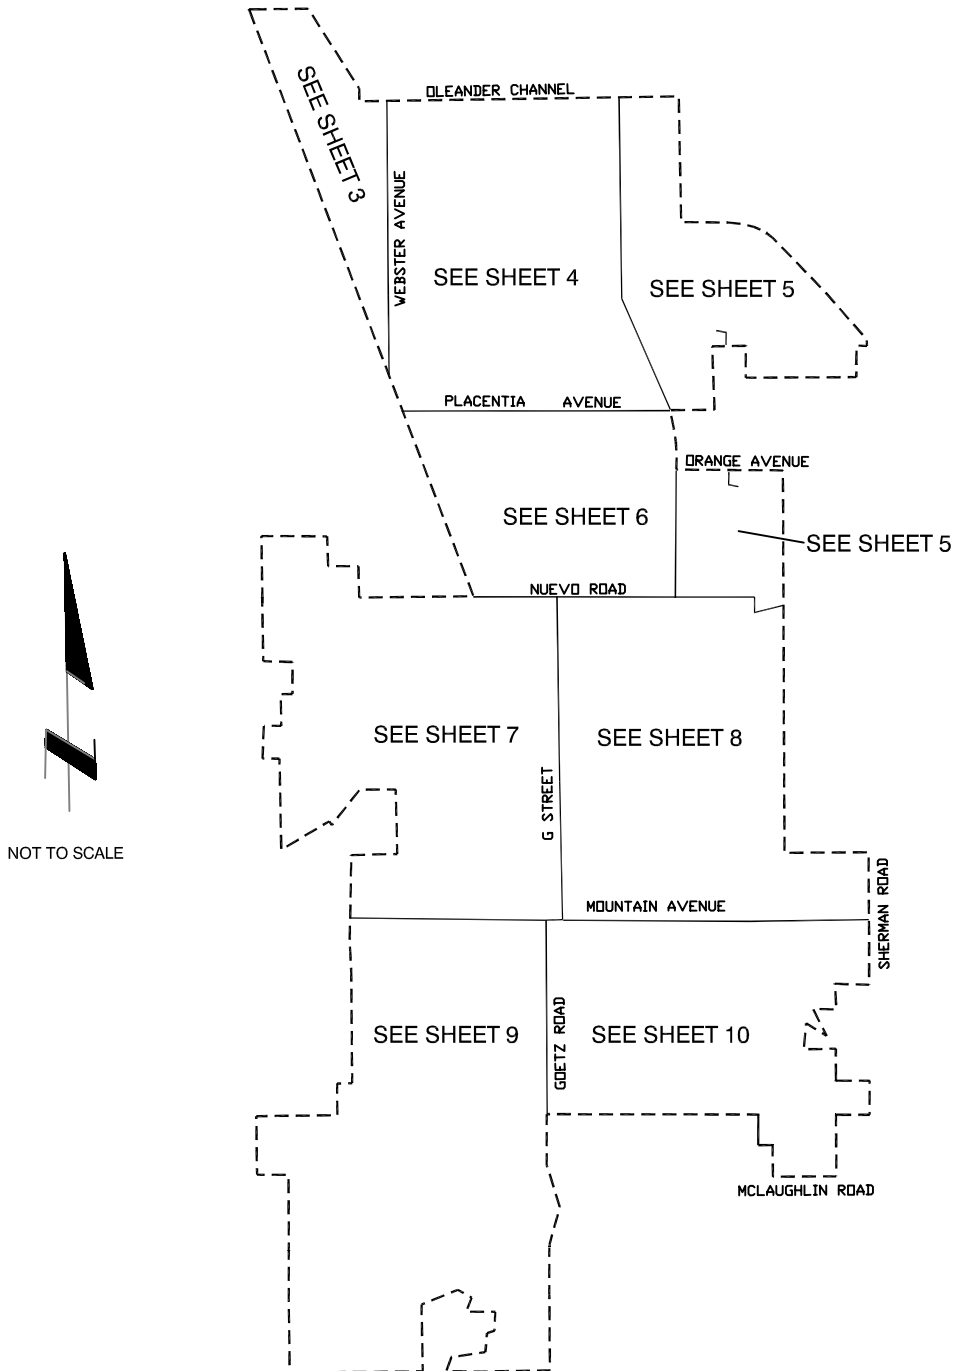 SEE SHEET 3
OLEANDER CHANNEL
WEBSTER AVENUE
SEE SHEET 4
SEE SHEET 5
PLACENTIA AVENUE
ORANGE AVENUE
SEE SHEET 6
SEE SHEET 5
NUEVO ROAD
SEE SHEET 7
SEE SHEET 8
G STREET
NOT TO SCALE
MOUNTAIN AVENUE
SHERMAN ROAD
SEE SHEET 9
GOETZ ROAD
SEE SHEET 10
MCLAUGHLIN ROAD